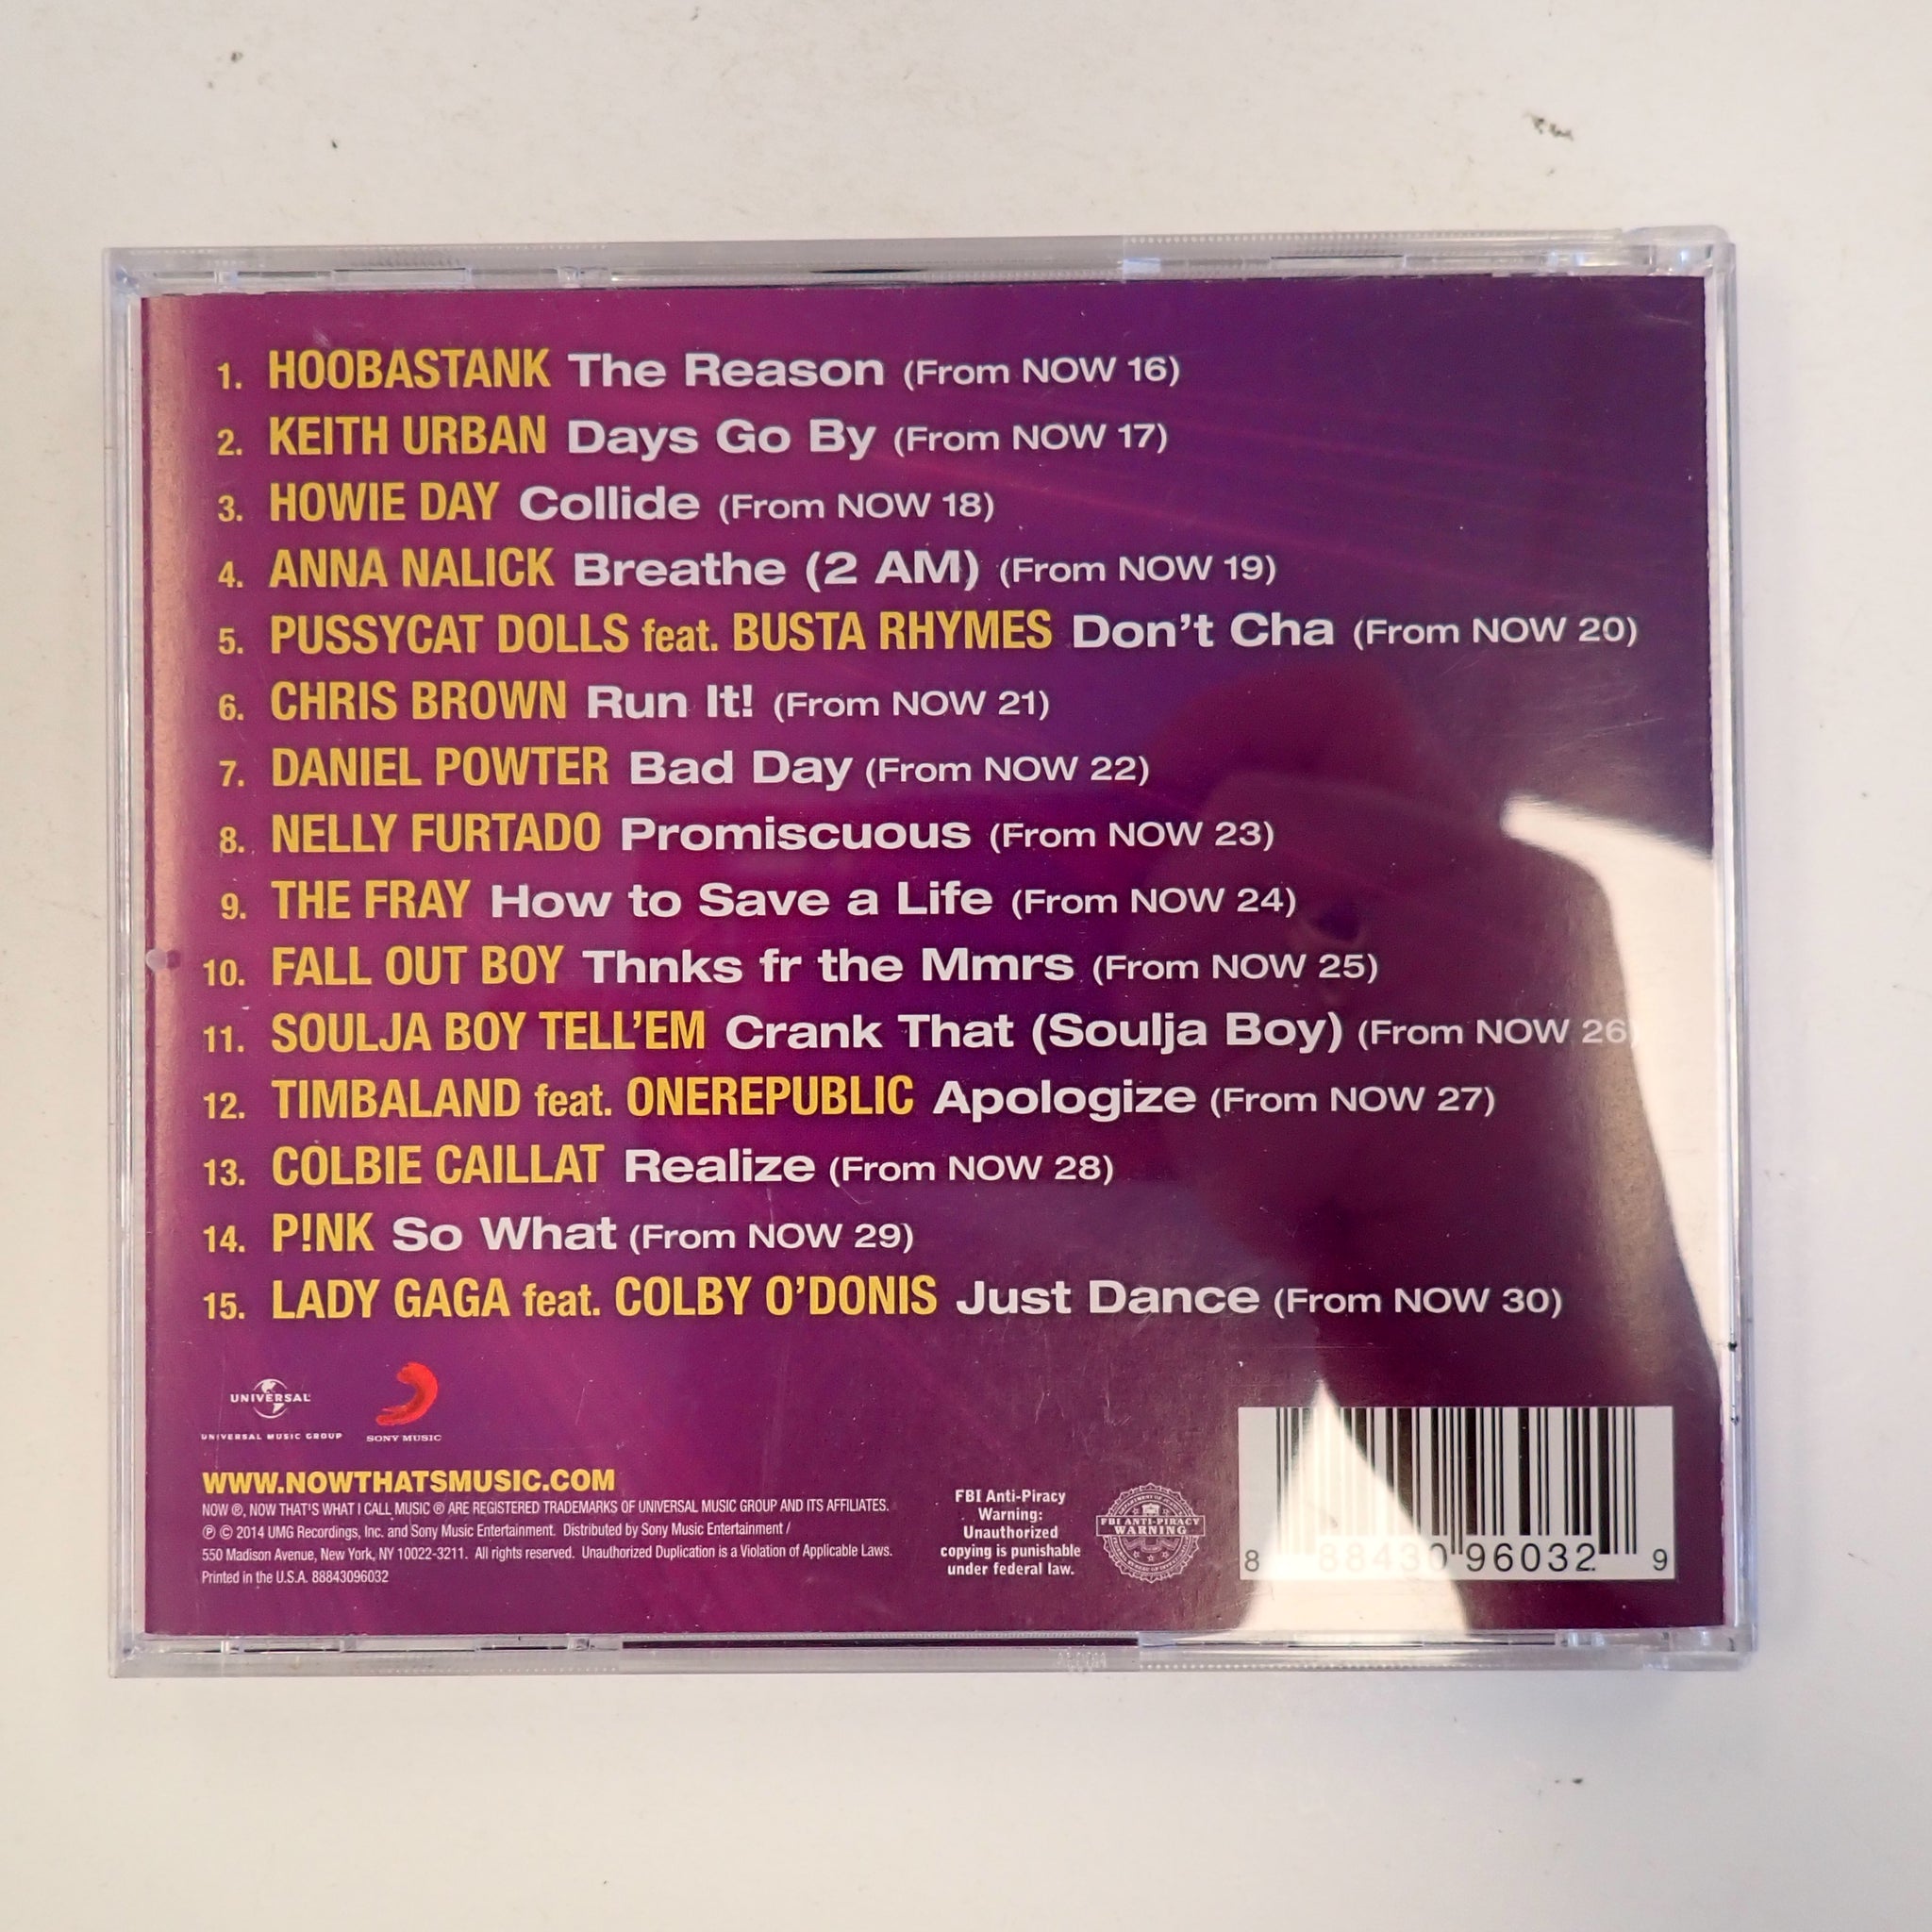 1. HOOBASTANK The Reason (From NOW 16)
2. KEITH URBAN Days Go By (From NOW 17)
3. HOWIE DAY Collide (From NOW 18)
4. ANNA NALICK Breathe (2 AM) (From NOW 19)
5. PUSSYCAT DOLLS feat. BUSTA RHYMES Don't Cha (From NOW 20)
6. CHRIS BROWN Run It! (From NOW 21)
7. DANIEL POWTER Bad Day (From NOW 22)
8. NELLY FURTADO Promiscuous (From NOW 23)
9. THE FRAY How to Save a Life (From NOW 24)
10. FALL OUT BOY Thnks fr the Mmrs (From NOW 25)
11. SOULJA BOY TELL'EM Crank That (Soulja Boy) (From NOW 26)
12. TIMBALAND feat. ONEREPUBLIC Apologize (From NOW 27)
13. COLBIE CAILLAT Realize (From NOW 28)
14. P!NK So What (From NOW 29)
15. LADY GAGA feat. COLBY O'DONIS Just Dance (From NOW 30)
UNIVERSAL
UNIVERSAL MUSIC GROUP
SONY MUSIC
WWW.NOWTHATSMUSIC.COM
NOW ®, NOW THAT'S WHAT I CALL MUSIC ® ARE REGISTERED TRADEMARKS OF UNIVERSAL MUSIC GROUP AND ITS AFFILIATES.
℗ © 2014 UMG Recordings, Inc. and Sony Music Entertainment. Distributed by Sony Music Entertainment /
550 Madison Avenue, New York, NY 10022-3211. All rights reserved. Unauthorized Duplication is a Violation of Applicable Laws.
Printed in the U.S.A. 88843096032
FBI Anti-Piracy
Warning:
Unauthorized
copying is punishable
under federal law.
FBI ANTI-PIRACY
WARNING
8 88430 96032 9